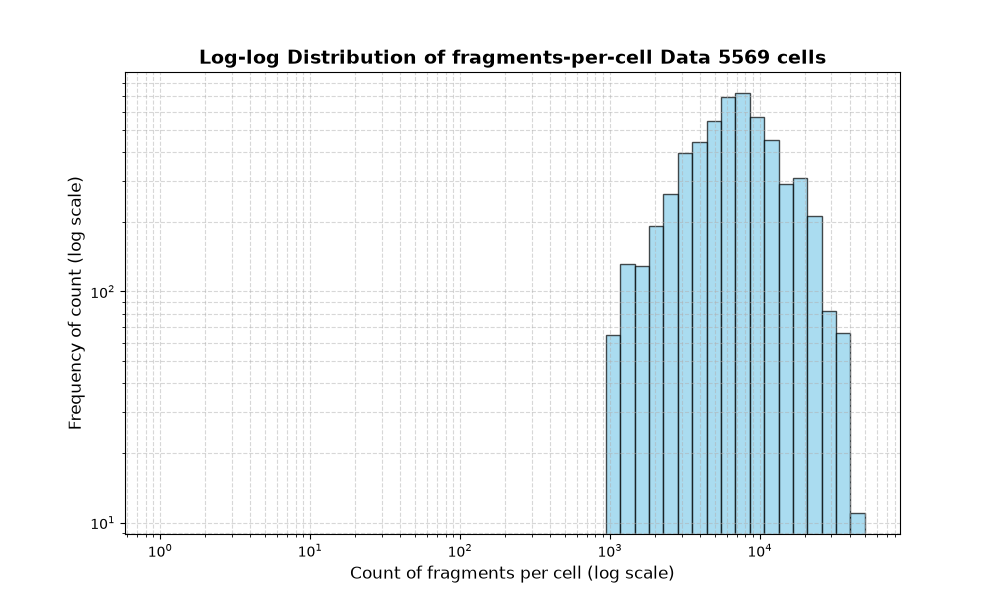 Log-log Distribution of fragments-per-cell Data 5569 cells
Frequency of count (log scale)
10²
10¹
10⁰ 10¹ 10² 10³ 10⁴
Count of fragments per cell (log scale)